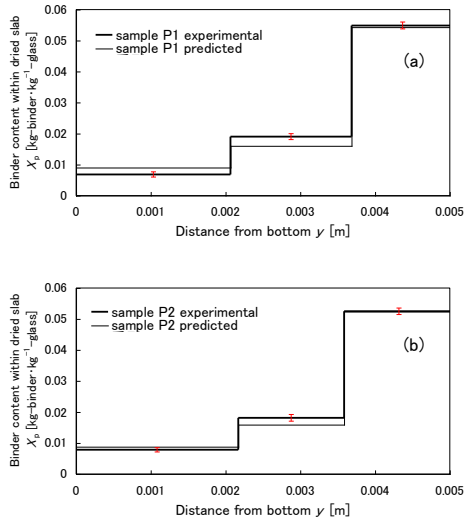 0.06
sample P1 experimental
sample P1 predicted
(a)
0.05
0.04
0.03
0.02
0.01
0
Binder content within dried slab
Xₚ [kg-binder·kg⁻¹-glass]
0 0.001 0.002 0.003 0.004 0.005
Distance from bottom y [m]
0.06
sample P2 experimental
sample P2 predicted
(b)
0.05
0.04
0.03
0.02
0.01
0
Binder content within dried slab
Xₚ [kg-binder·kg⁻¹-glass]
0 0.001 0.002 0.003 0.004 0.005
Distance from bottom y [m]